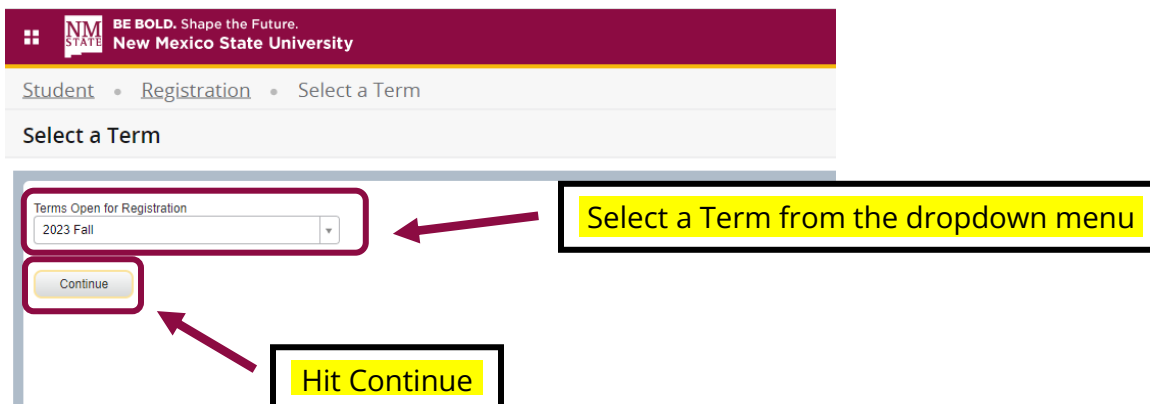 NM
STATE
BE BOLD. Shape the Future.
New Mexico State University
Student • Registration • Select a Term
Select a Term
Terms Open for Registration
2023 Fall
Select a Term from the dropdown menu
Continue
Hit Continue